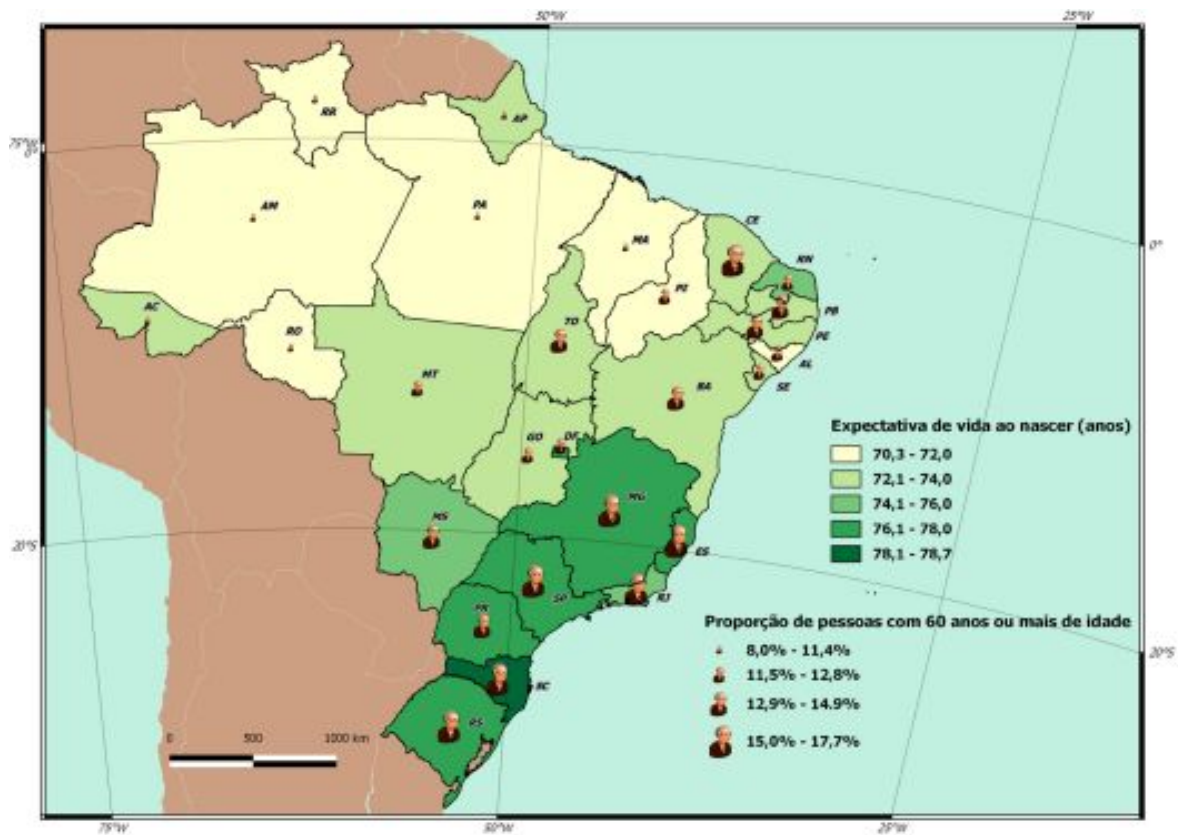 50°W
25°W
RR
AP
75°W
0°
AM
PA
MA
CE
0°
RN
PI
PB
AC
TO
PE
RO
AL
MT
BA
SE
GO
DF
Expectativa de vida ao nascer (anos)
70,3 - 72,0
72,1 - 74,0
74,1 - 76,0
76,1 - 78,0
78,1 - 78,7
MG
MS
20°S
ES
SP
RJ
PR
Proporção de pessoas com 60 anos ou mais de idade
8,0% - 11,4%
11,5% - 12,8%
12,9% - 14.9%
15,0% - 17,7%
20°S
SC
RS
0 500 1000 km
75°W
50°W
25°W